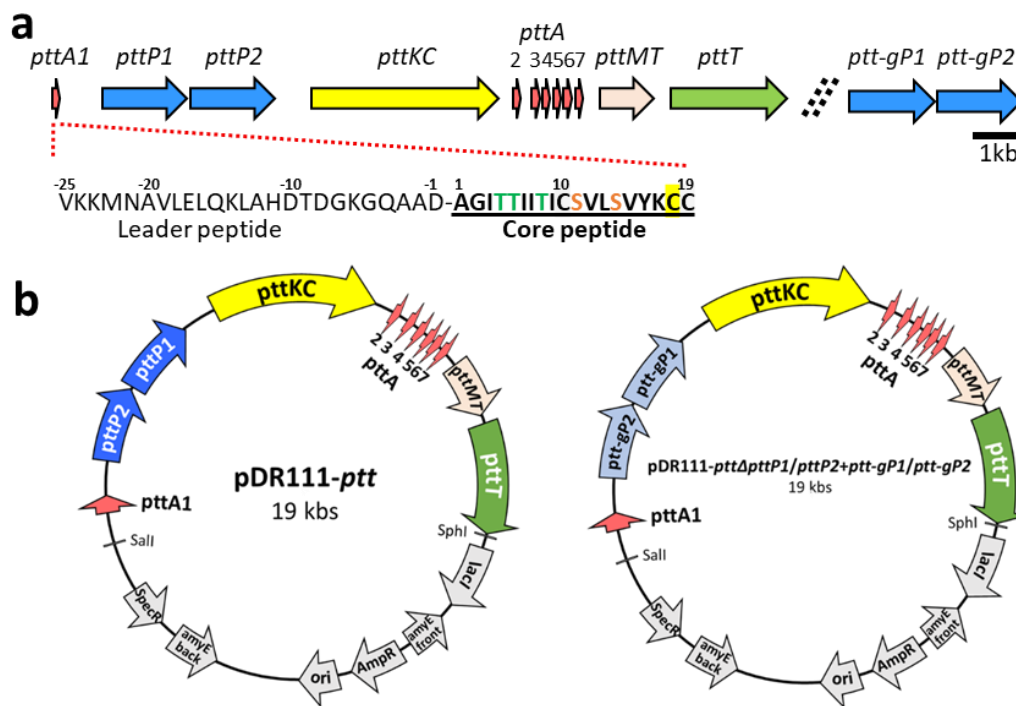 a
pttA
pttA1 pttP1 pttP2 pttKC 2 34567 pttMT pttT ptt-gP1 ptt-gP2
1kb
-25 -20 -10 -1 1 10 19
VKKMNAVLELQKLAHDTDGKGQAAD-AGITTIITICSVLSVYKCC
Leader peptide Core peptide
b
pttKC
2 3 4 567
pttA
pttMT
pttT
SphI
lacI
amyE front
AmpR
ori
amyE back
SpecR
SalI
pttA1
pttP2
pttP1
pDR111-ptt
19 kbs
pttKC
2 3 4 567
pttA
pttMT
pttT
SphI
lacI
amyE front
AmpR
ori
amyE back
SpecR
SalI
pttA1
ptt-gP2
ptt-gP1
pDR111-pttΔpttP1/pttP2+ptt-gP1/ptt-gP2
19 kbs